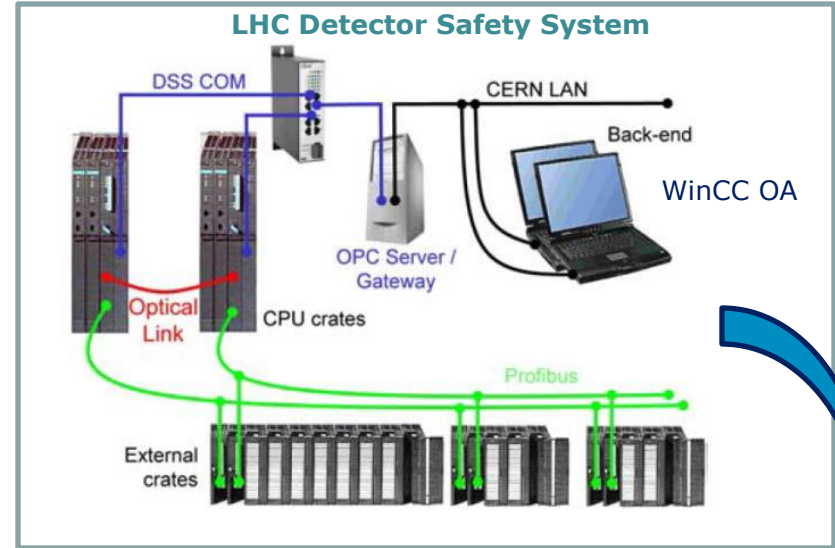 LHC Detector Safety System
DSS COM
CERN LAN
Back-end
WinCC OA
OPC Server /
Gateway
Optical
Link
CPU crates
Profibus
External
crates